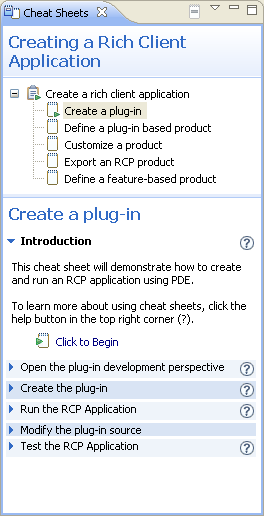 Cheat Sheets
Creating a Rich Client
Application
Create a rich client application
Create a plug-in
Define a plug-in based product
Customize a product
Export an RCP product
Define a feature-based product
Create a plug-in
Introduction
This cheat sheet will demonstrate how to create
and run an RCP application using PDE.
To learn more about using cheat sheets, click the
help button in the top right corner (?).
Click to Begin
Open the plug-in development perspective
Create the plug-in
Run the RCP Application
Modify the plug-in source
Test the RCP Application